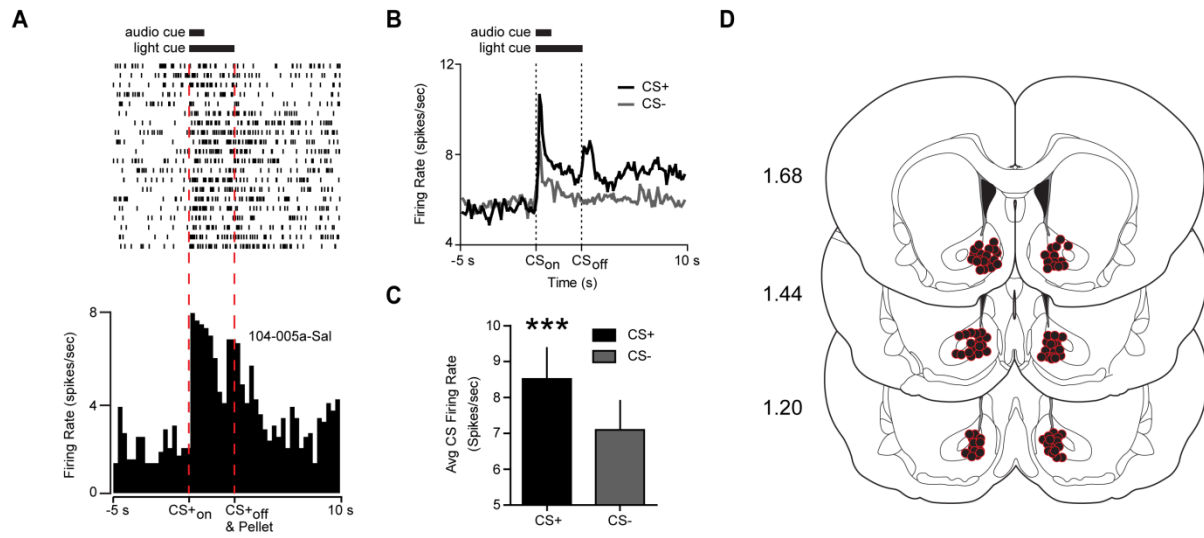 A
audio cue
light cue
8
4
0
Firing Rate (spikes/sec)
104-005a-Sal
-5 s
CS+on
CS+off
& Pellet
10 s
B
audio cue
light cue
12
8
4
Firing Rate (spikes/sec)
CS+
CS-
-5 s
CSon
CSoff
10 s
Time (s)
C
10
9
8
7
6
5
Avg CS Firing Rate
(Spikes/sec)
***
CS+
CS-
CS+
CS-
D
1.68
1.44
1.20